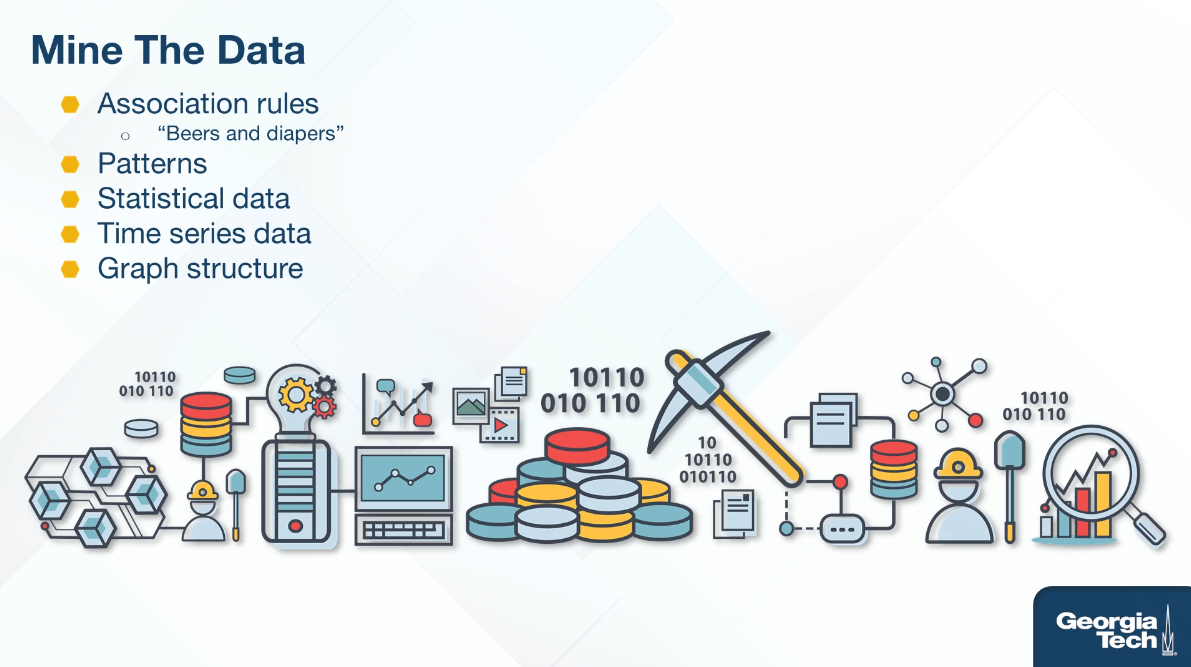 Mine The Data
Association rules
“Beers and diapers”
Patterns
Statistical data
Time series data
Graph structure
10110
010 110
10110
010 110
10
10110
010110
10110
010 110
Georgia
Tech